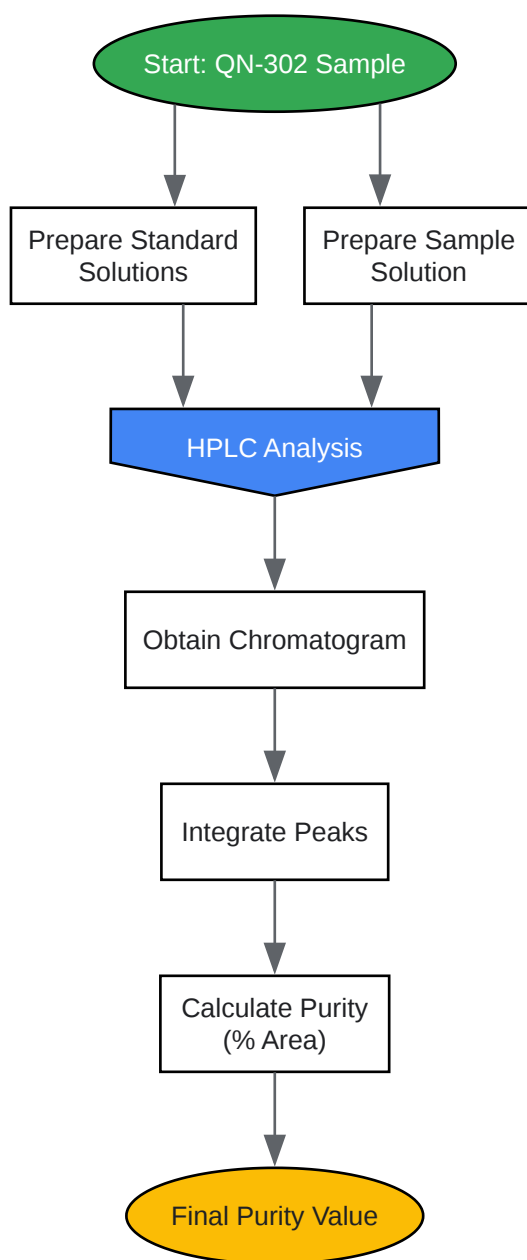 Start: QN-302 Sample
Prepare Standard
Solutions
Prepare Sample
Solution
HPLC Analysis
Obtain Chromatogram
Integrate Peaks
Calculate Purity
(% Area)
Final Purity Value